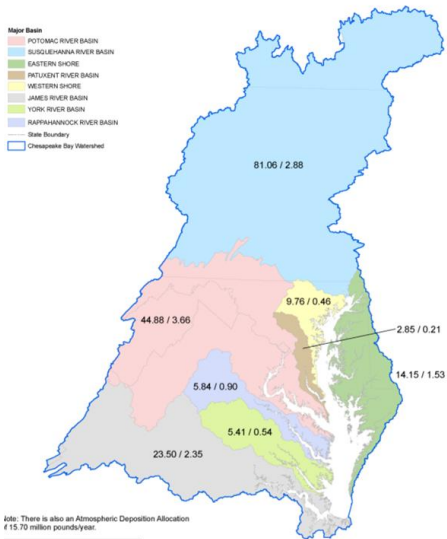 Major Basin
POTOMAC RIVER BASIN
SUSQUEHANNA RIVER BASIN
EASTERN SHORE
PATUXENT RIVER BASIN
WESTERN SHORE
JAMES RIVER BASIN
YORK RIVER BASIN
RAPPAHANNOCK RIVER BASIN
State Boundary
Chesapeake Bay Watershed
81.06 / 2.88
9.76 / 0.46
44.88 / 3.66
2.85 / 0.21
14.15 / 1.53
5.84 / 0.90
5.41 / 0.54
23.50 / 2.35
Note: There is also an Atmospheric Deposition Allocation
of 15.70 million pounds/year.